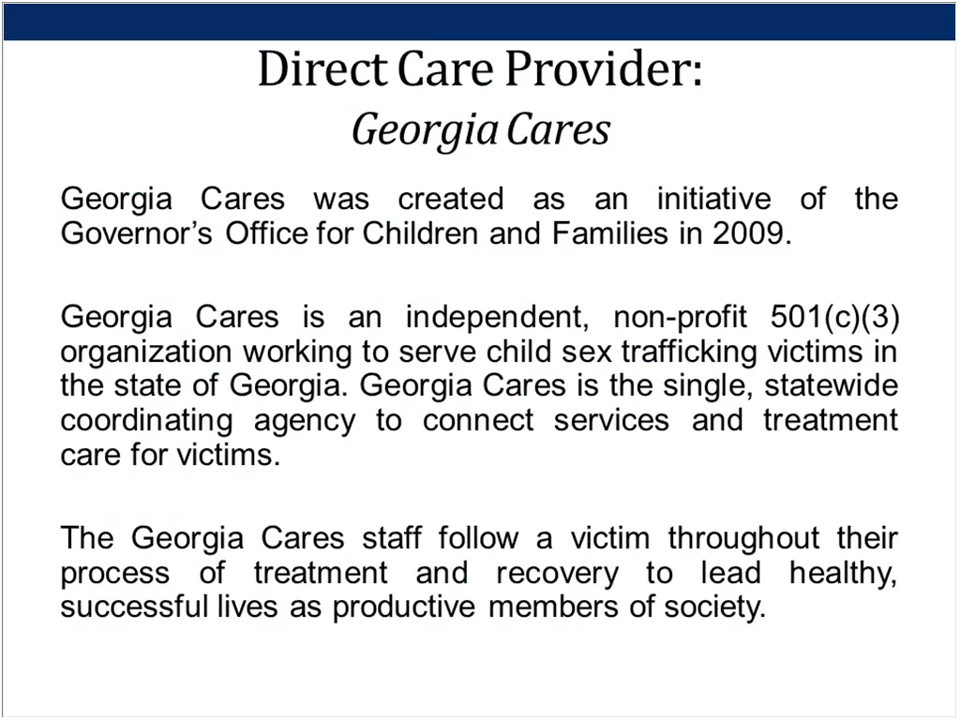 Direct Care Provider:
Georgia Cares
Georgia Cares was created as an initiative of the
Governor’s Office for Children and Families in 2009.
Georgia Cares is an independent, non-profit 501(c)(3)
organization working to serve child sex trafficking victims in
the state of Georgia. Georgia Cares is the single, statewide
coordinating agency to connect services and treatment
care for victims.
The Georgia Cares staff follow a victim throughout their
process of treatment and recovery to lead healthy,
successful lives as productive members of society.